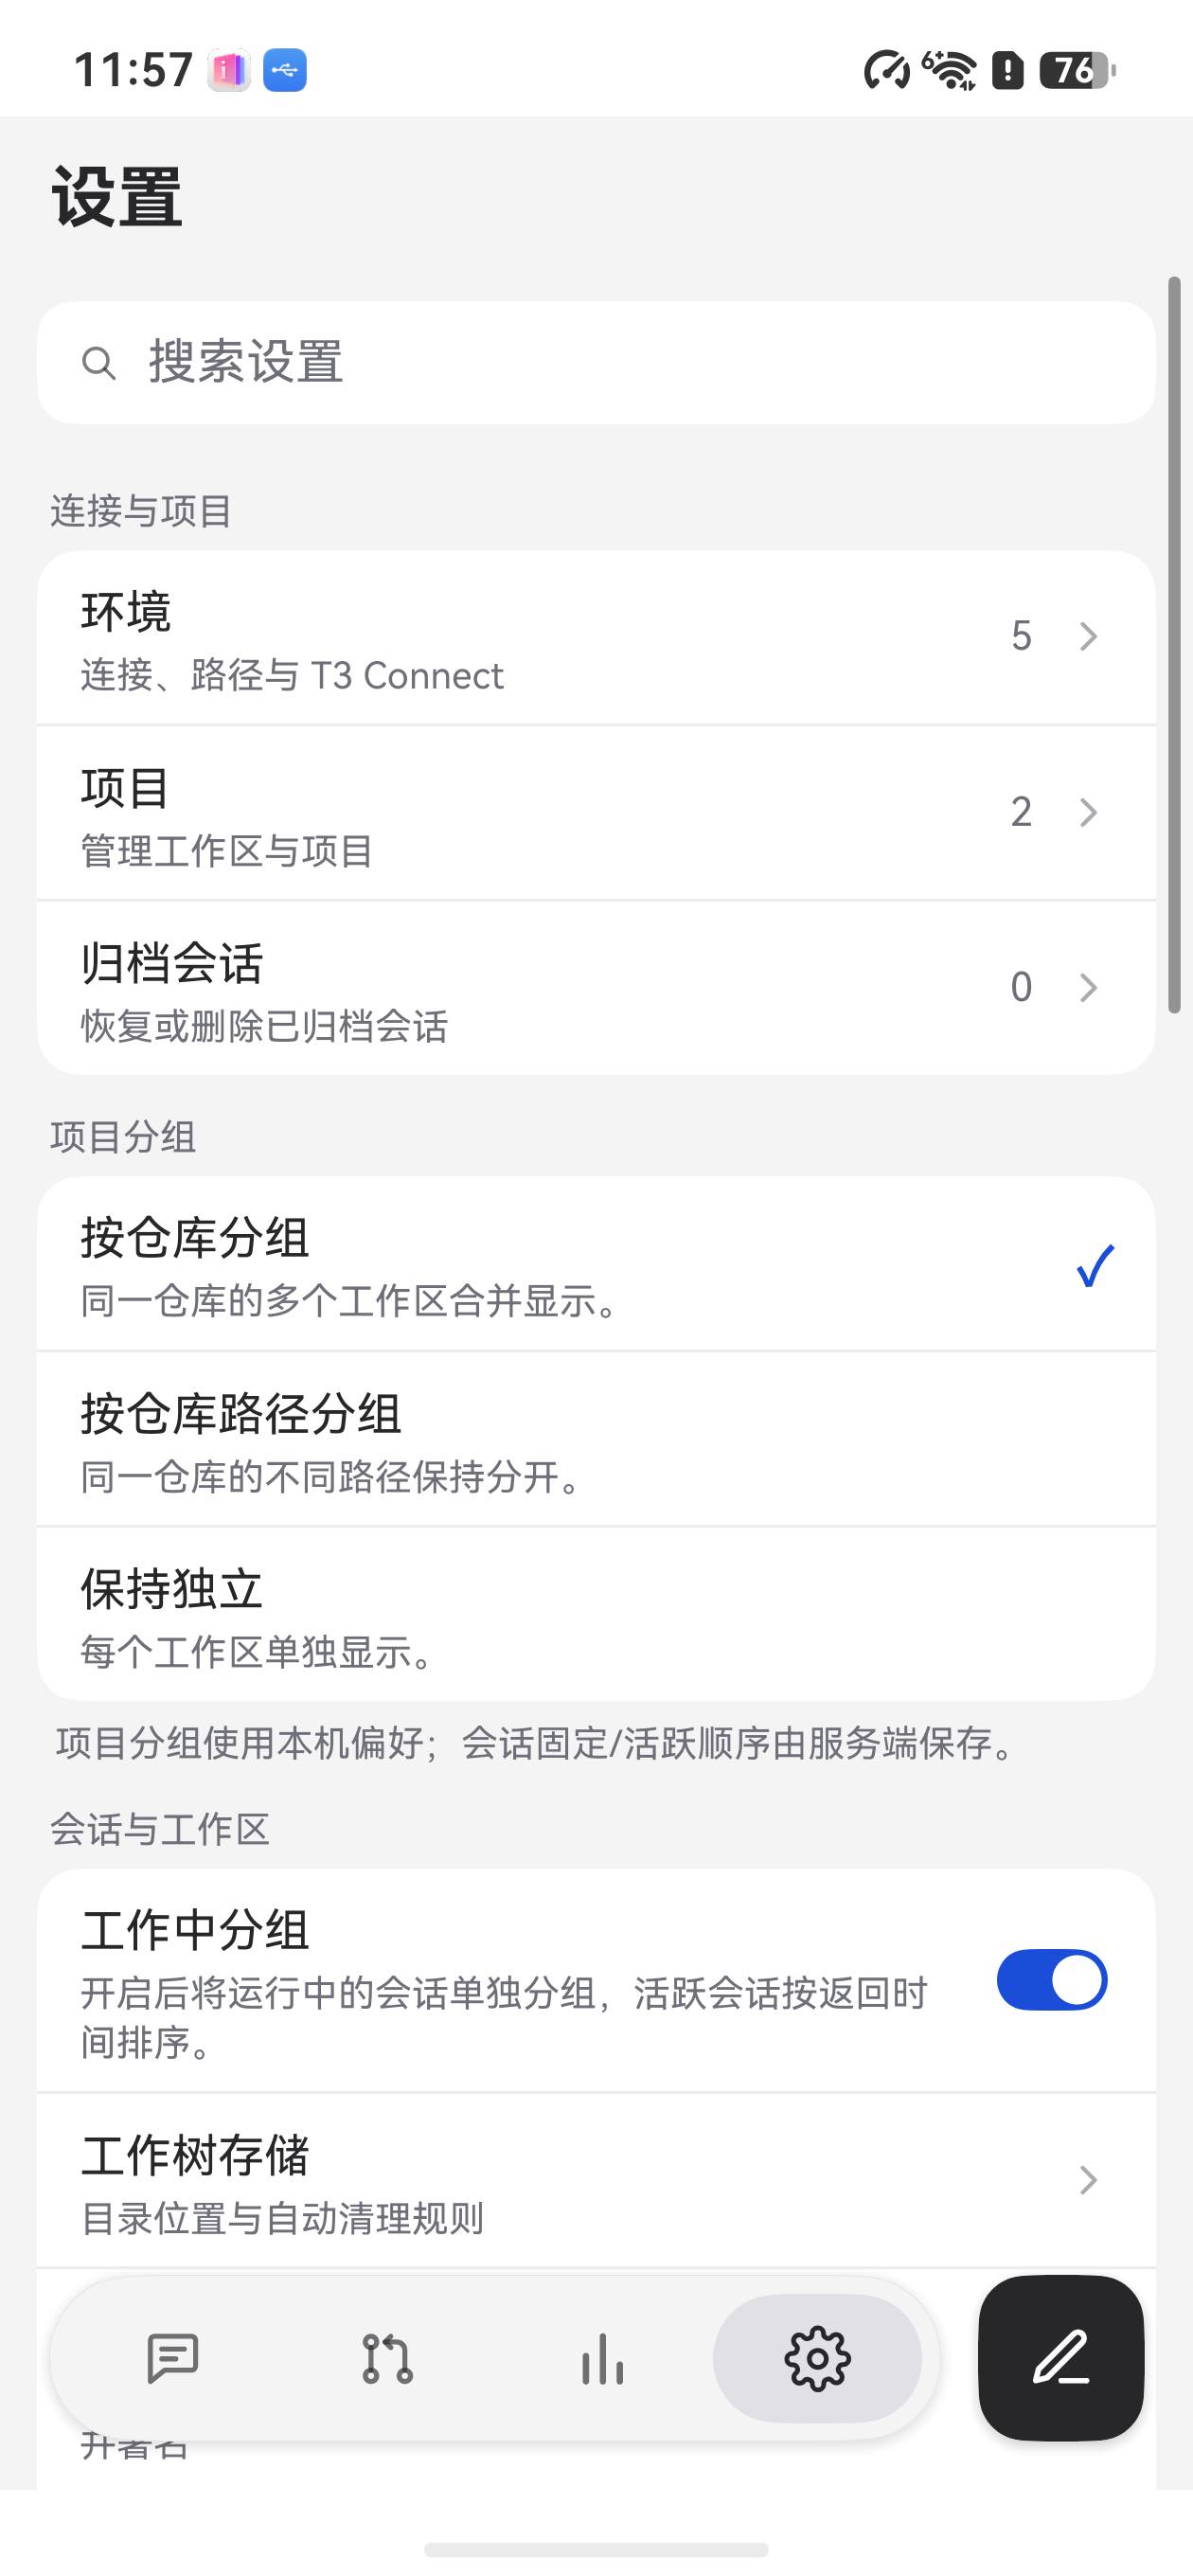 11:57
76
设置
搜索设置
连接与项目
环境
连接、路径与 T3 Connect
5
项目
管理工作区与项目
2
归档会话
恢复或删除已归档会话
0
项目分组
按仓库分组
同一仓库的多个工作区合并显示。
按仓库路径分组
同一仓库的不同路径保持分开。
保持独立
每个工作区单独显示。
项目分组使用本机偏好；会话固定/活跃顺序由服务端保存。
会话与工作区
工作中分组
开启后将运行中的会话单独分组，活跃会话按返回时
间排序。
工作树存储
目录位置与自动清理规则